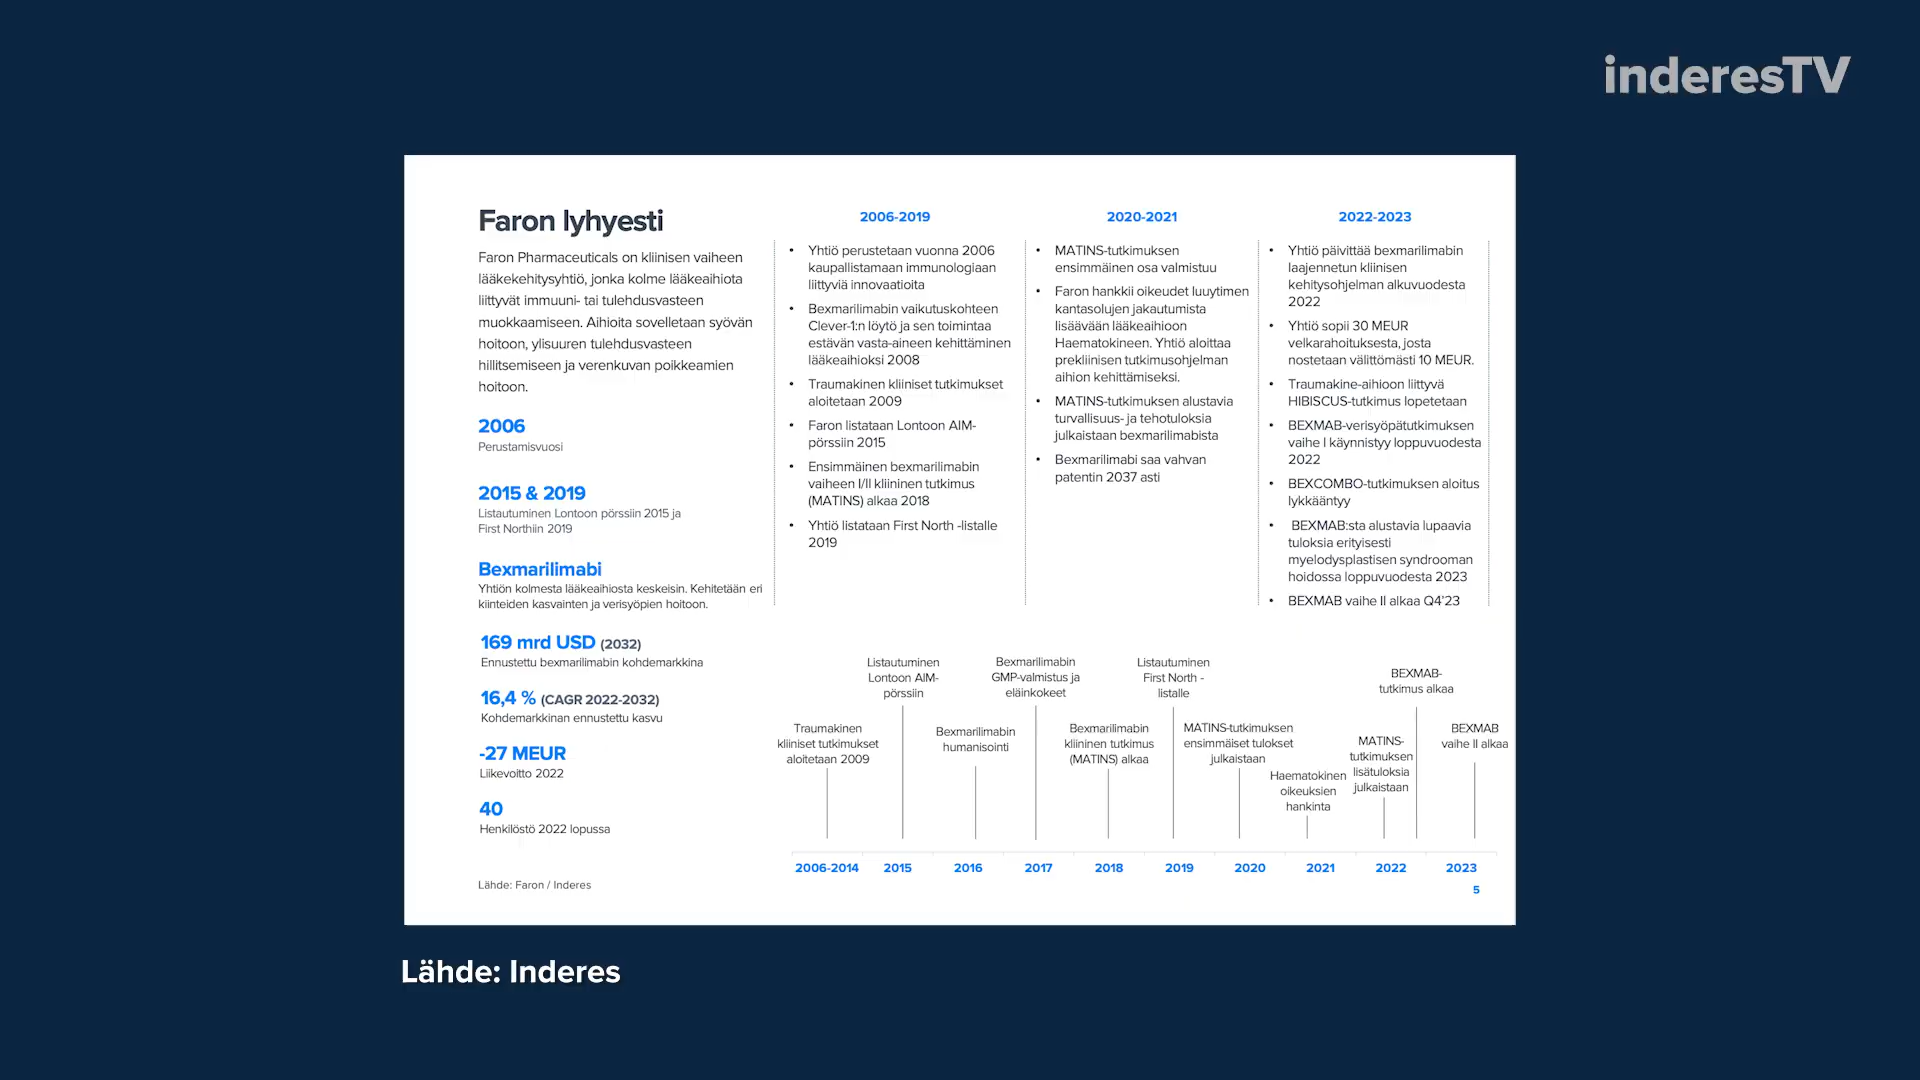 inderesTV
Faron lyhyesti
Faron Pharmaceuticals on kliinisen vaiheen
lääkekehitysyhtiö, jonka kolme lääkeaihiota
liittyvät immuuni- tai tulehdusvasteen
muokkaamiseen. Aihioita sovelletaan syövän
hoitoon, ylisuuren tulehdusvasteen
hillitsemiseen ja verenkuvan poikkeamien
hoitoon.
2006
Perustamisvuosi
2015 & 2019
Listautuminen Lontoon pörssiin 2015 ja
First Northiin 2019
Bexmarilimabi
Yhtiön kolmesta lääkeaihiosta keskeisin. Kehitetään eri
kiinteiden kasvainten ja verisyöpien hoitoon.
169 mrd USD (2032)
Ennustettu bexmarilimabin kohdemarkkina
16,4 % (CAGR 2022-2032)
Kohdemarkkinan ennustettu kasvu
-27 MEUR
Liikevoitto 2022
40
Henkilöstö 2022 lopussa
Lähde: Faron / Inderes
2006-2019
• Yhtiö perustetaan vuonna 2006
kaupallistamaan immunologiaan
liittyviä innovaatioita
• Bexmarilimabin vaikutuskohteen
Clever-1:n löytö ja sen toimintaa
estävän vasta-aineen kehittäminen
lääkeaihioksi 2008
• Traumakinen kliiniset tutkimukset
aloitetaan 2009
• Faron listataan Lontoon AIM-
pörssiin 2015
• Ensimmäinen bexmarilimabin
vaiheen I/II kliininen tutkimus
(MATINS) alkaa 2018
• Yhtiö listataan First North -listalle
2019
2020-2021
• MATINS-tutkimuksen
ensimmäinen osa valmistuu
• Faron hankkii oikeudet luuytimen
kantasolujen jakautumista
lisäävään lääkeaihioon
Haematokineen. Yhtiö aloittaa
prekliinisen tutkimusohjelman
aihion kehittämiseksi.
• MATINS-tutkimuksen alustavia
turvallisuus- ja tehotuloksia
julkaistaan bexmarilimabista
• Bexmarilimabi saa vahvan
patentin 2037 asti
2022-2023
• Yhtiö päivittää bexmarilimabin
laajennetun kliinisen
kehitysohjelman alkuvuodesta
2022
• Yhtiö sopii 30 MEUR
velkarahoituksesta, josta
nostetaan välittömästi 10 MEUR.
• Traumakine-aihioon liittyvä
HIBISCUS-tutkimus lopetetaan
• BEXMAB-verisyöpätutkimuksen
vaihe I käynnistyy loppuvuodesta
2022
• BEXCOMBO-tutkimuksen aloitus
lykkääntyy
• BEXMAB:sta alustavia lupaavia
tuloksia erityisesti
myelodysplastisen syndrooman
hoidossa loppuvuodesta 2023
• BEXMAB vaihe II alkaa Q4'23
Traumakinen
kliiniset tutkimukset
aloitetaan 2009
Listautuminen
Lontoon AIM-
pörssiin
Bexmarilimabin
humanisointi
Bexmarilimabin
GMP-valmistus ja
eläinkokeet
Bexmarilimabin
kliininen tutkimus
(MATINS) alkaa
Listautuminen
First North -
listalle
MATINS-tutkimuksen
ensimmäiset tulokset
julkaistaan
Haematokinen
oikeuksien
hankinta
MATINS-
tutkimuksen
lisätuloksia
julkaistaan
BEXMAB-
tutkimus alkaa
BEXMAB
vaihe II alkaa
2006-2014 2015 2016 2017 2018 2019 2020 2021 2022 2023
5
Lähde: Inderes